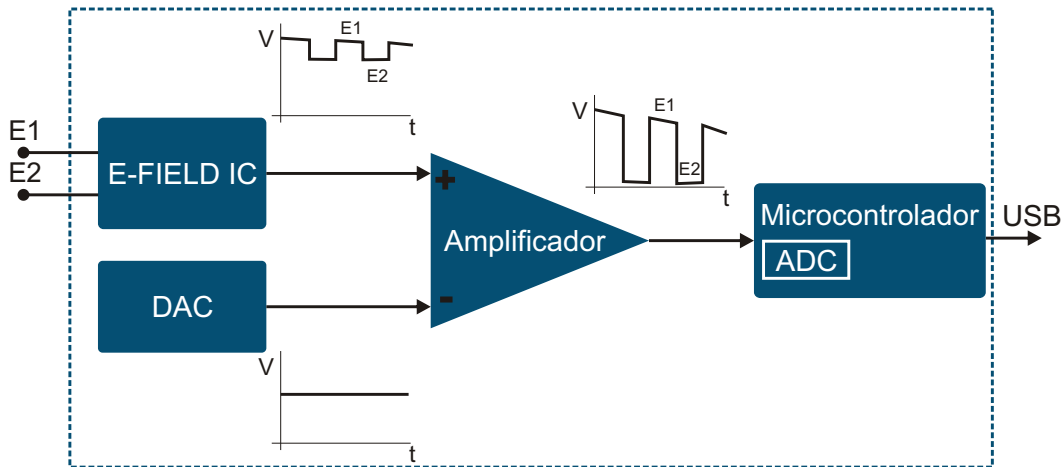 V
E1
E2
t
E1
E2
E-FIELD IC
V
E1
E2
t
+
Amplificador
-
Microcontrolador
ADC
USB
DAC
V
t